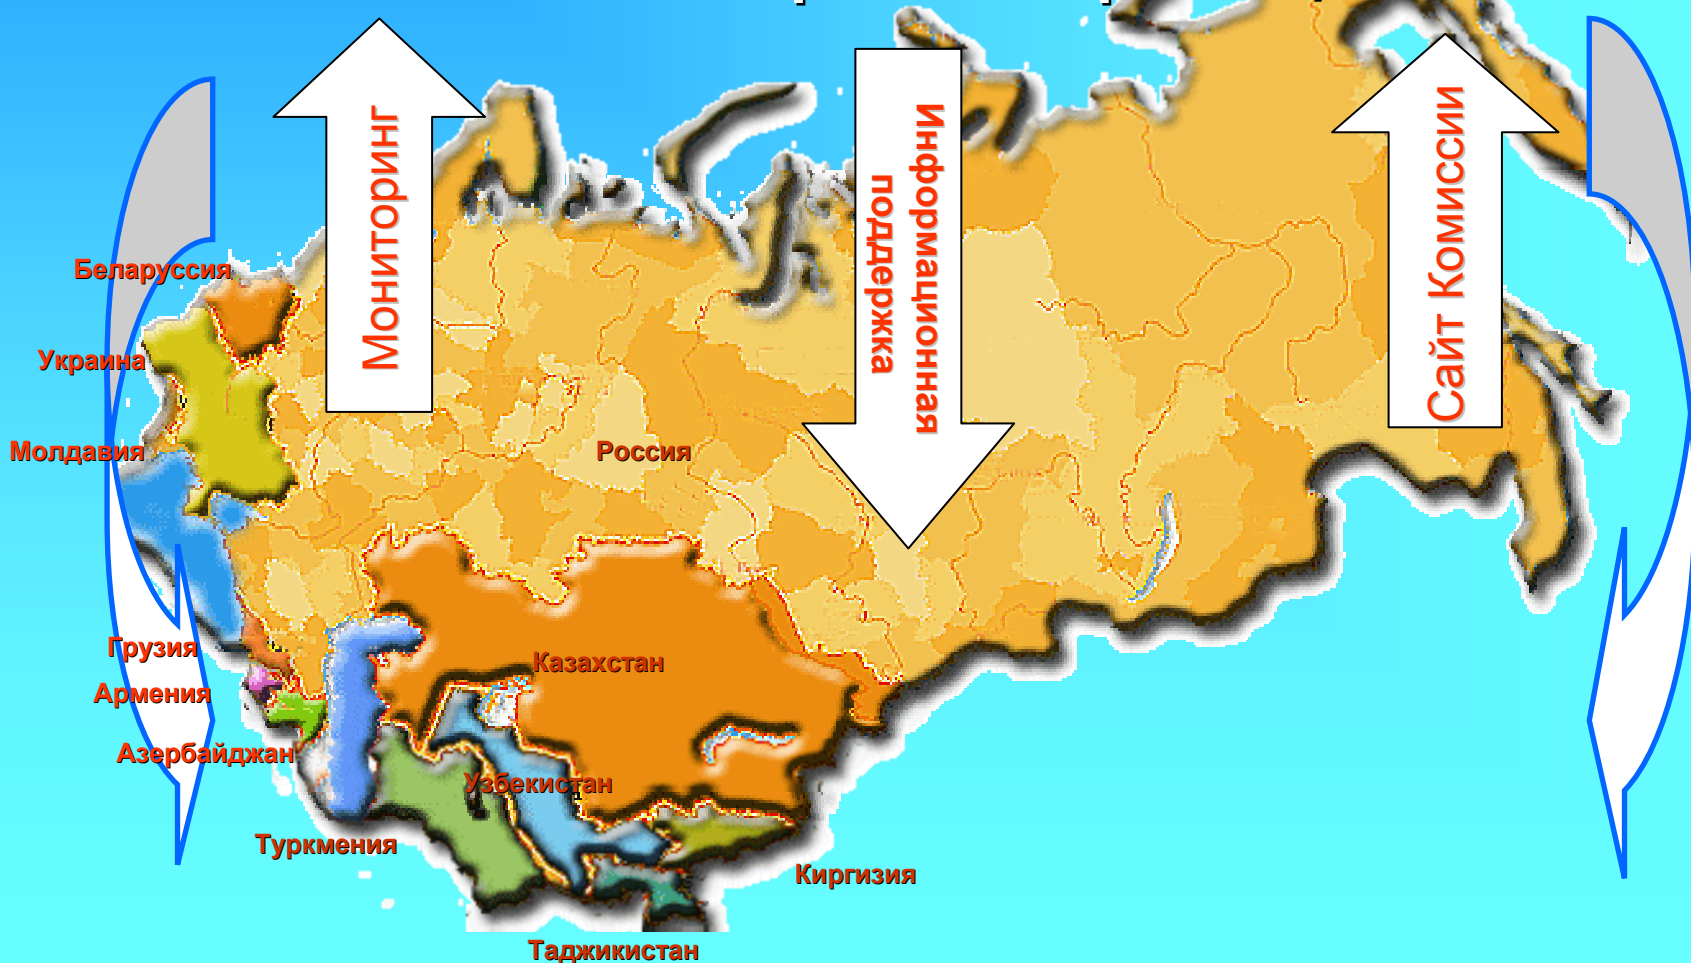 Мониторинг
Информационная
поддержка
Сайт Комиссии
Беларуссия
Украина
Молдавия
Россия
Грузия
Казахстан
Армения
Азербайджан
Узбекистан
Туркмения
Киргизия
Таджикистан